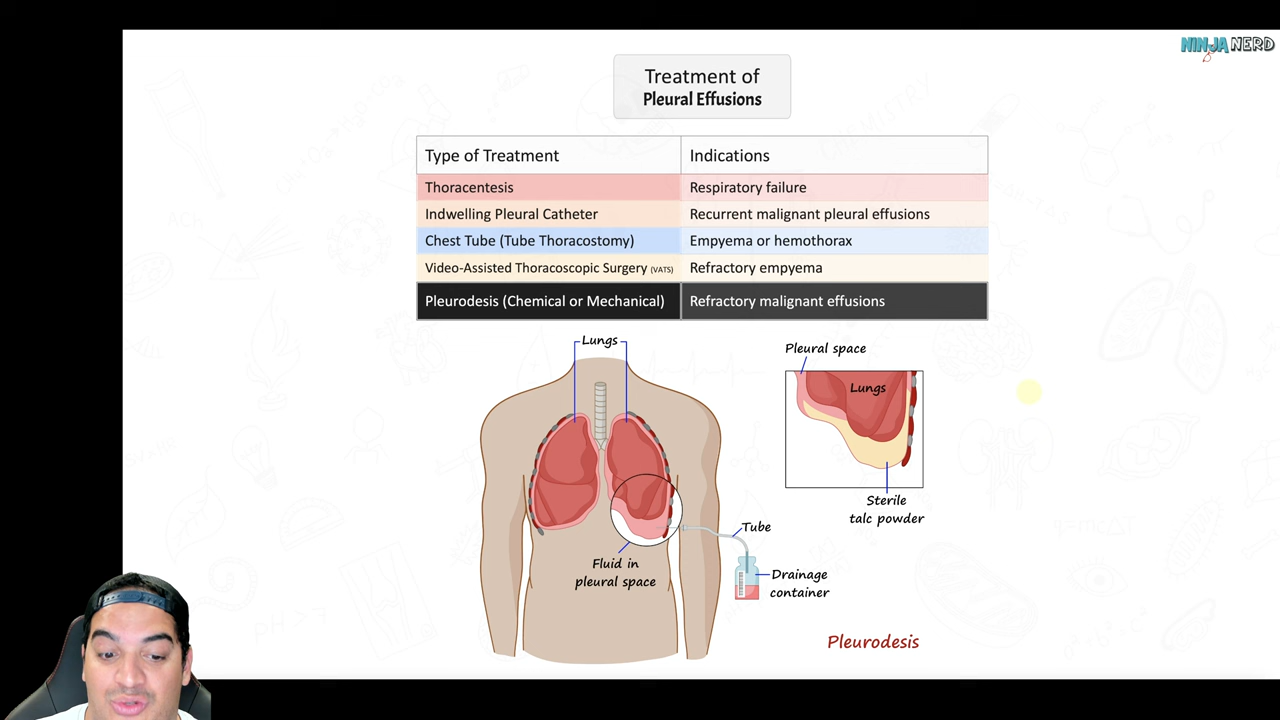 NINJA NERD
Treatment of
Pleural Effusions
Type of Treatment Indications
Thoracentesis Respiratory failure
Indwelling Pleural Catheter Recurrent malignant pleural effusions
Chest Tube (Tube Thoracostomy) Empyema or hemothorax
Video-Assisted Thoracoscopic Surgery (VATS) Refractory empyema
Pleurodesis (Chemical or Mechanical) Refractory malignant effusions
Lungs
Pleural space
Lungs
Sterile
talc powder
Tube
Fluid in
pleural space
Drainage
container
Pleurodesis